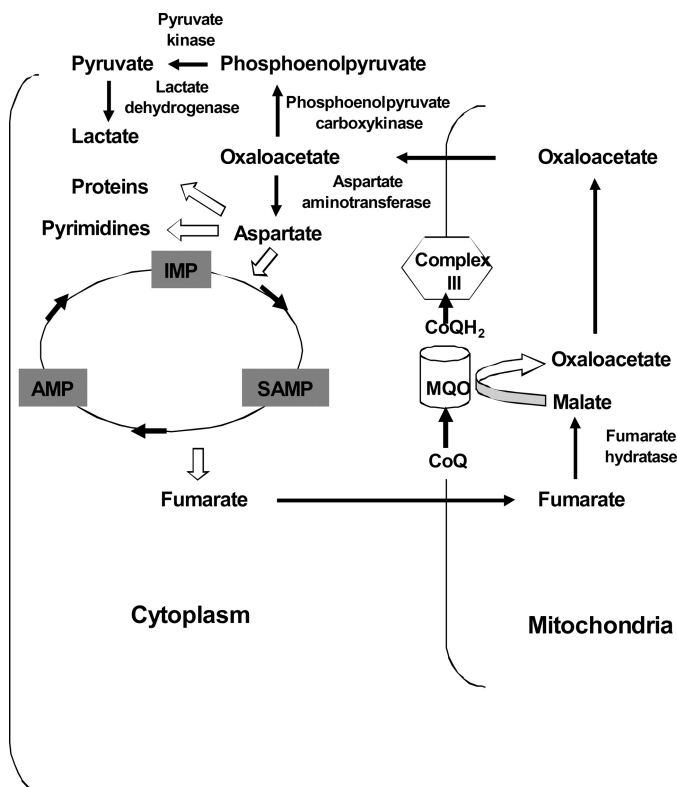 Pyruvate
kinase
Pyruvate
Phosphoenolpyruvate
Lactate
dehydrogenase
Phosphoenolpyruvate
carboxykinase
Lactate
Oxaloacetate
Oxaloacetate
Proteins
Aspartate
aminotransferase
Pyrimidines
Aspartate
IMP
Complex
III
CoQH₂
Oxaloacetate
AMP
SAMP
MQO
Malate
Fumarate
hydratase
CoQ
Fumarate
Fumarate
Cytoplasm
Mitochondria